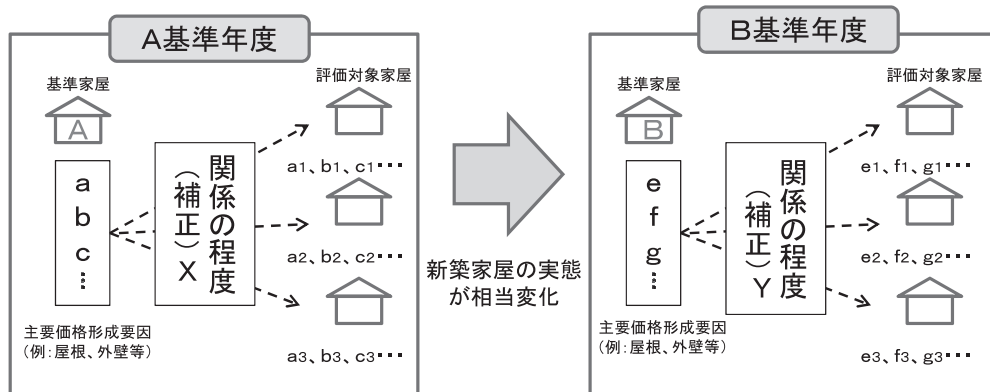 A基準年度
基準家屋
A
評価対象家屋
a
b
c
⋮
関係の程度
(補正)X
a1、b1、c1…
a2、b2、c2…
a3、b3、c3…
主要価格形成要因
(例:屋根、外壁等)
新築家屋の実態
が相当変化
B基準年度
基準家屋
B
評価対象家屋
e
f
g
⋮
関係の程度
(補正)Y
e1、f1、g1…
e2、f2、g2…
e3、f3、g3…
主要価格形成要因
(例:屋根、外壁等)